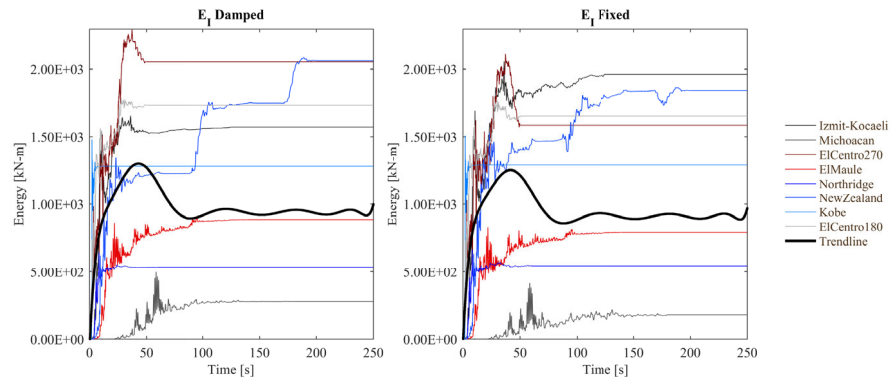 E_I Damped
2.00E+03
1.50E+03
1.00E+03
5.00E+02
0.00E+00
Energy [kN-m]
0 50 100 150 200 250
Time [s]
E_I Fixed
2.00E+03
1.50E+03
1.00E+03
5.00E+02
0.00E+00
Energy [kN-m]
0 50 100 150 200 250
Time [s]
Izmit-Kocaeli
Michoacan
ElCentro270
ElMaule
Northridge
NewZealand
Kobe
ElCentro180
Trendline